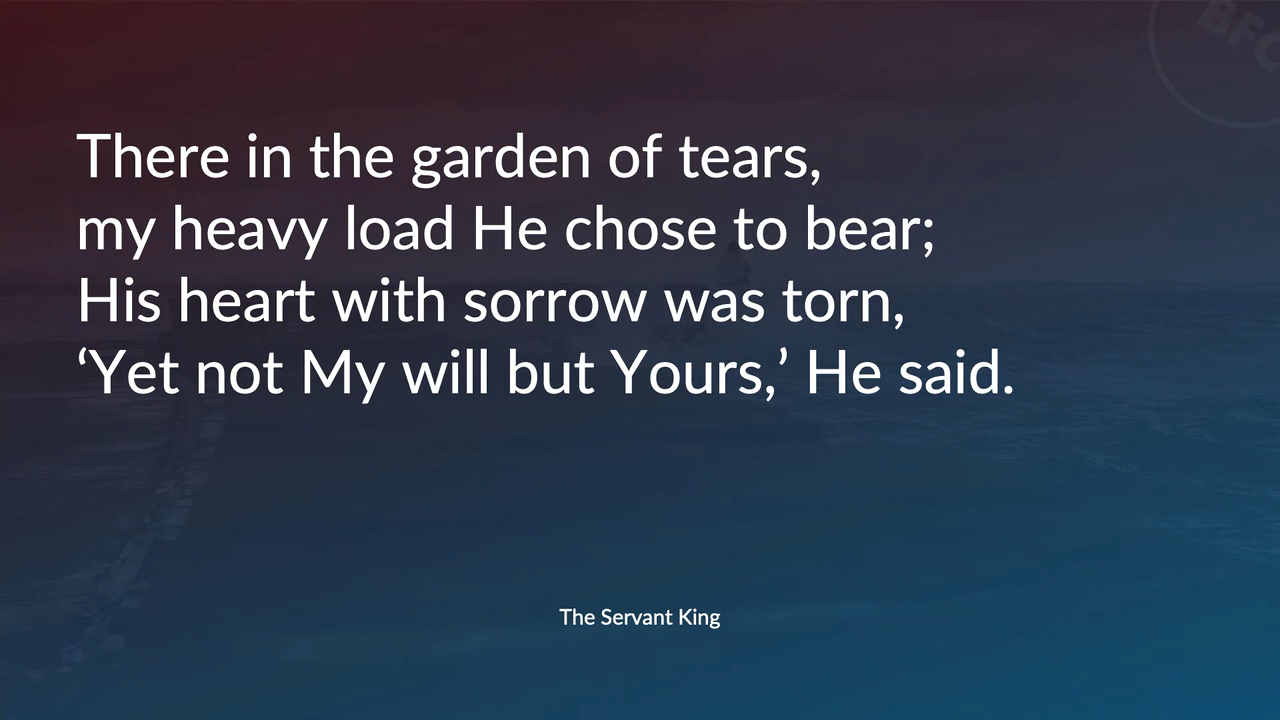 BFC
There in the garden of tears,
my heavy load He chose to bear;
His heart with sorrow was torn,
‘Yet not My will but Yours,’ He said.
The Servant King